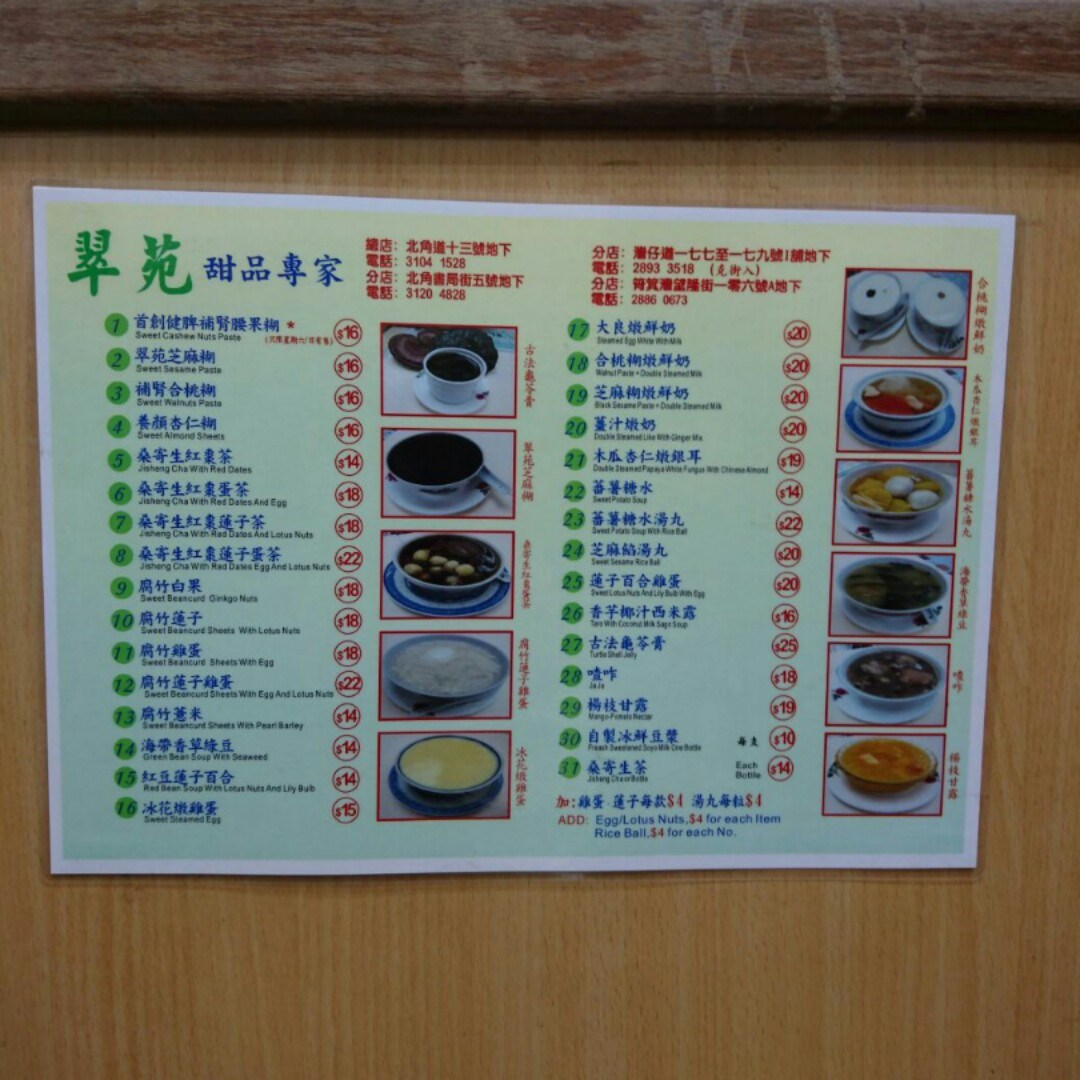 翠苑 甜品專家
總店：北角道十三號地下
電話：3104 1528
分店：北角書局街五號地下
電話：3120 4828
分店：灣仔道一七七至一七九號I舖地下
電話：2893 3518 (克街入)
分店：筲箕灣望隆街一零六號A地下
電話：2886 0673
1 首創健脾補腎腰果糊 * $16
Sweet Cashew Nuts Paste (只限星期六/日有售)
2 翠苑芝麻糊 $16
Sweet Sesame Paste
3 補腎合桃糊 $16
Sweet Walnuts Paste
4 養顏杏仁糊 $16
Sweet Almond Sheets
5 桑寄生紅棗茶 $14
Jisheng Cha With Red Dates
6 桑寄生紅棗蛋茶 $18
Jisheng Cha With Red Dates And Egg
7 桑寄生紅棗蓮子茶 $18
Jisheng Cha With Red Dates And Lotus Nuts
8 桑寄生紅棗蓮子蛋茶 $22
Jisheng Cha With Red Dates Egg And Lotus Nuts
9 腐竹白果 $18
Sweet Beancurd Ginkgo Nuts
10 腐竹蓮子 $18
Sweet Beancurd Sheets With Lotus Nuts
11 腐竹雞蛋 $18
Sweet Beancurd Sheets With Egg
12 腐竹蓮子雞蛋 $22
Sweet Beancurd Sheets With Egg And Lotus Nuts
13 腐竹薏米 $14
Sweet Beancurd Sheets With Pearl Barley
14 海帶香草綠豆 $14
Green Bean Soup With Seaweed
15 紅豆蓮子百合 $14
Red Bean Soup With Lotus Nuts And Lily Bulb
16 冰花燉雞蛋 $15
Sweet Steamed Egg
古法龜苓膏
翠苑芝麻糊
桑寄生紅棗蛋茶
腐竹蓮子雞蛋
冰花燉雞蛋
17 大良燉鮮奶 $20
Steamed Egg White With Milk
18 合桃糊燉鮮奶 $20
Walnut Paste + Double Steamed Milk
19 芝麻糊燉鮮奶 $20
Black Sesame Paste + Double Steamed Milk
20 薑汁燉奶 $20
Double Steamed Like With Ginger Mix
21 木瓜杏仁燉銀耳 $19
Double Steamed Papaya White Fungus With Chinese Almond
22 蕃薯糖水 $14
Sweet Potato Soup
23 蕃薯糖水湯丸 $22
Sweet Potato Soup With Rice Ball
24 芝麻餡湯丸 $20
Sweet Sesame Rice Ball
25 蓮子百合雞蛋 $20
Sweet Lotus Nuts And Lily Bulb With Egg
26 香芋椰汁西米露 $16
Taro With Coconut Milk Sago Soup
27 古法龜苓膏 $25
Turtle Shell Jelly
28 喳咋 $18
Ja Ja
29 楊枝甘露 $19
Mango-Pomelo Nectar
30 自製冰鮮豆漿 每支 $10
Freash Sweetened Soyo Milk One Bottle
31 桑寄生茶 Each Bottle $14
Jisheng Cha or Bottle
加：雞蛋 蓮子每款$4 湯丸每粒$4
ADD: Egg/Lotus Nuts,$4 for each Item
Rice Ball,$4 for each No.
合桃糊燉鮮奶
木瓜杏仁燉銀耳
蕃薯糖水湯丸
海帶香草綠豆
喳咋
楊枝甘露